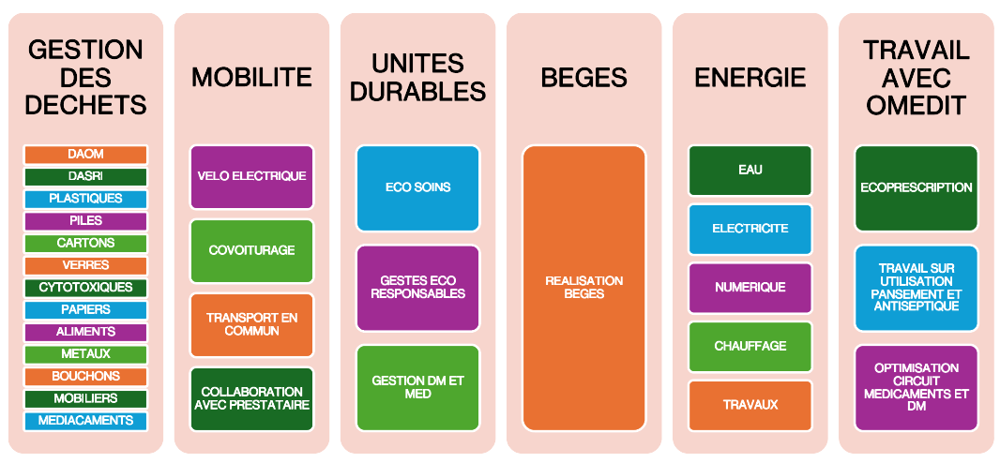 GESTION
DES
DECHETS
DAOM
DASRI
PLASTIQUES
PILES
CARTONS
VERRES
CYTOTOXIQUES
PAPIERS
ALIMENTS
METAUX
BOUCHONS
MOBILIERS
MEDIACAMENTS
MOBILITE
VELO ELECTRIQUE
COVOITURAGE
TRANSPORT EN
COMMUN
COLLABORATION
AVEC PRESTATAIRE
UNITES
DURABLES
ECO SOINS
GESTES ECO
RESPONSABLES
GESTION DM ET
MED
BEGES
REALISATION
BEGES
ENERGIE
EAU
ELECTRICITE
NUMERIQUE
CHAUFFAGE
TRAVAUX
TRAVAIL
AVEC
OMEDIT
ECOPRESCRIPTION
TRAVAIL SUR
UTILISATION
PANSEMENT ET
ANTISEPTIQUE
OPTIMISATION
CIRCUIT
MEDICAMENTS ET
DM